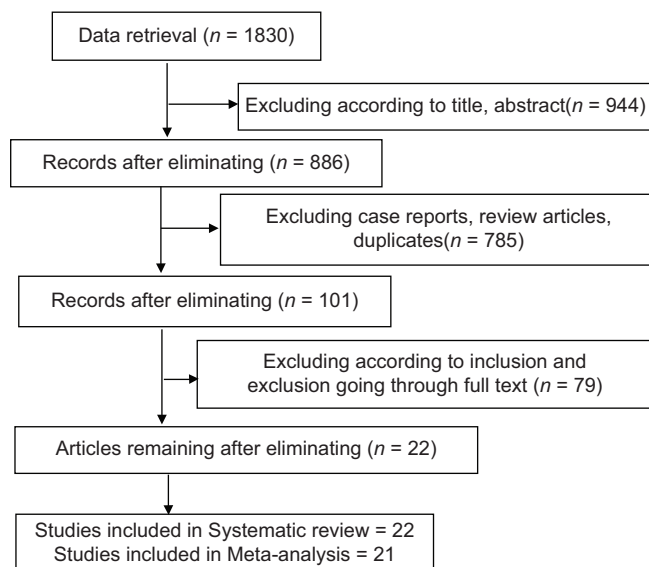 Data retrieval (n = 1830)
Excluding according to title, abstract(n = 944)
Records after eliminating (n = 886)
Excluding case reports, review articles,
duplicates(n = 785)
Records after eliminating (n = 101)
Excluding according to inclusion and
exclusion going through full text (n = 79)
Articles remaining after eliminating (n = 22)
Studies included in Systematic review = 22
Studies included in Meta-analysis = 21